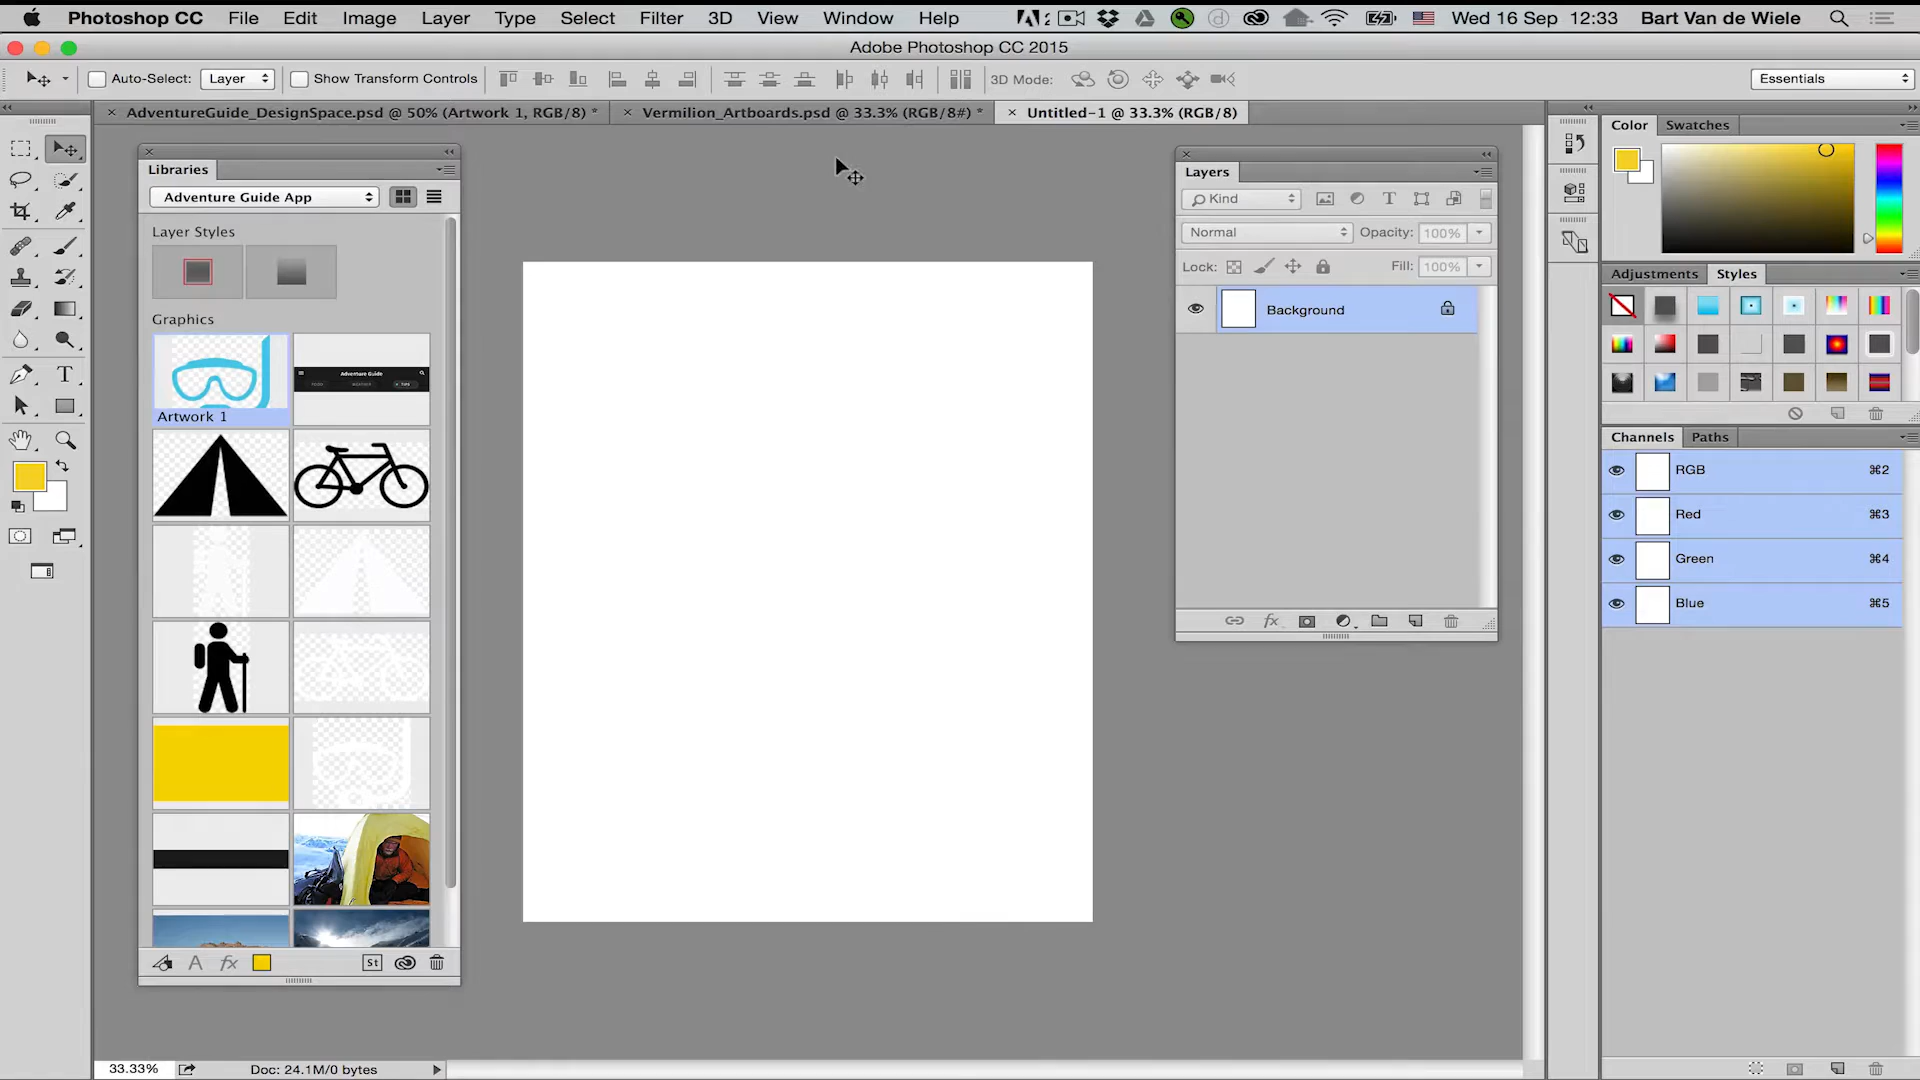 Photoshop CC File Edit Image Layer Type Select Filter 3D View Window Help Wed 16 Sep 12:33 Bart Van de Wiele
Adobe Photoshop CC 2015
Auto-Select: Layer Show Transform Controls 3D Mode: Essentials
AdventureGuide_DesignSpace.psd @ 50% (Artwork 1, RGB/8) * Vermilion_Artboards.psd @ 33.3% (RGB/8#) * Untitled-1 @ 33.3% (RGB/8)
Libraries
Adventure Guide App
Layer Styles
Graphics
Adventure Guide
Artwork 1
St
Layers
Kind
Normal Opacity: 100%
Lock: Fill: 100%
Background
fx
Color Swatches
Adjustments Styles
Channels Paths
RGB ⌘2
Red ⌘3
Green ⌘4
Blue ⌘5
33.33% Doc: 24.1M/0 bytes